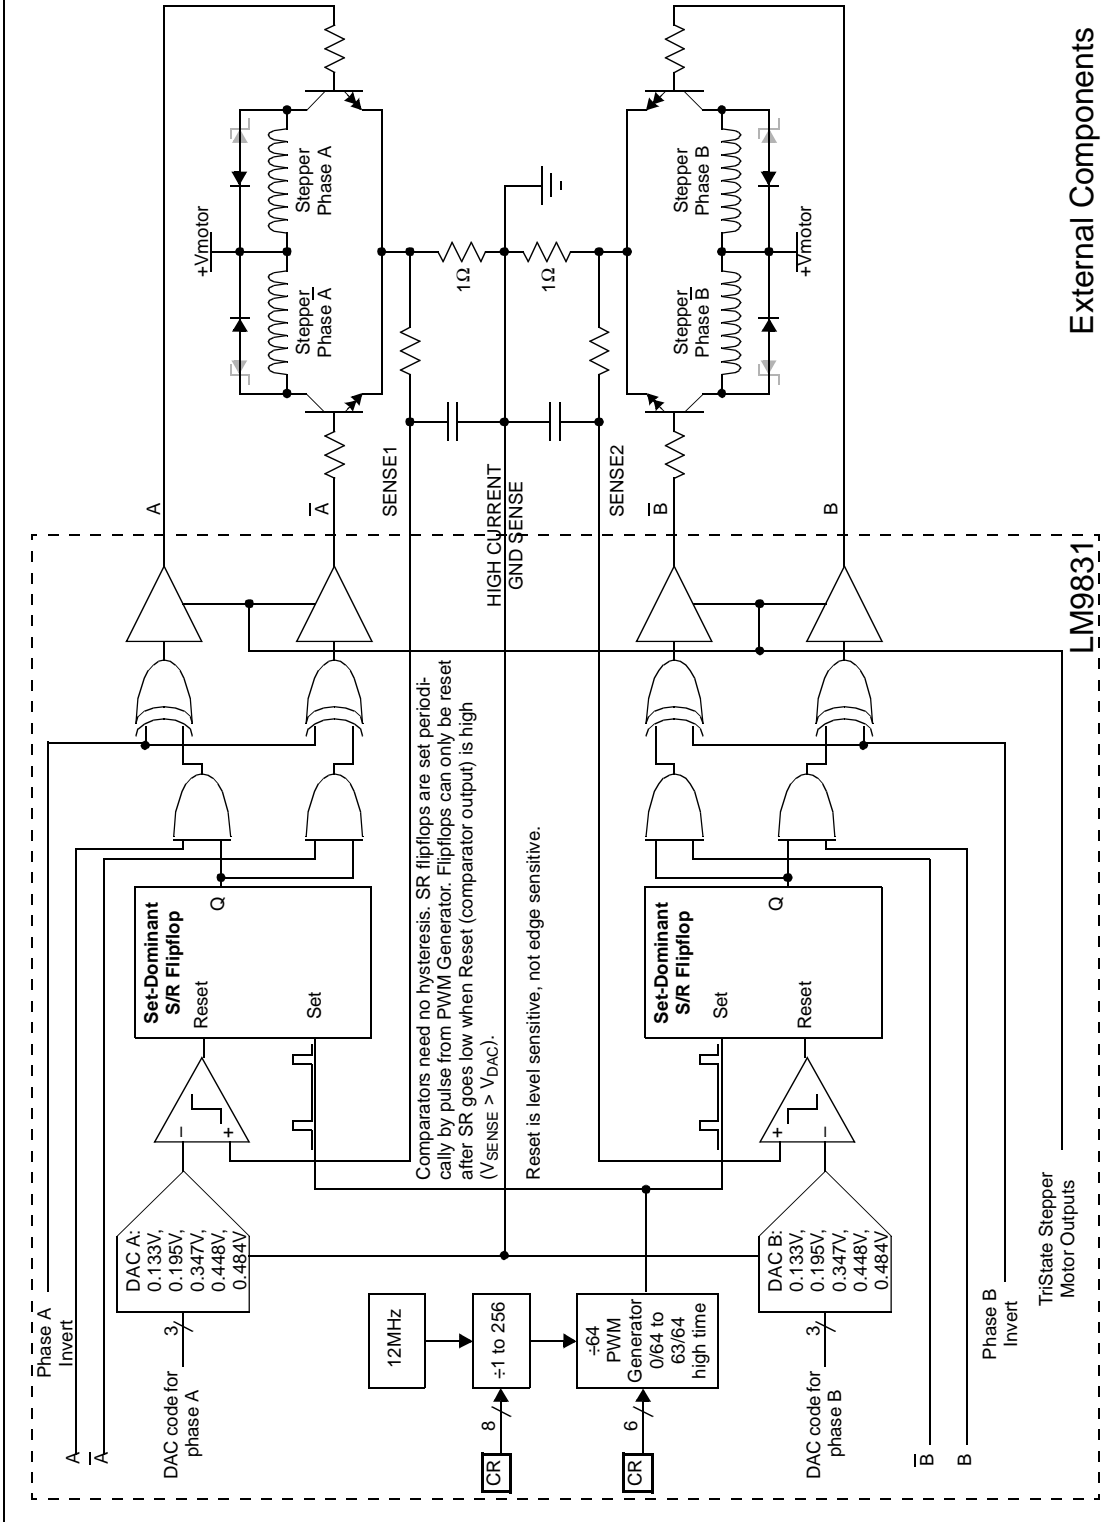 External Components
LM9831
A
A
SENSE1
HIGH CURRENT
GND SENSE
SENSE2
B
B
+Vmotor
Stepper
Phase A
Stepper
Phase A
1Ω
1Ω
Stepper
Phase B
Stepper
Phase B
+Vmotor
Comparators need no hysteresis. SR flipflops are set periodi-
cally by pulse from PWM Generator. Flipflops can only be reset
after SR goes low when Reset (comparator output) is high
(VSENSE > VDAC).
Reset is level sensitive, not edge sensitive.
Set-Dominant
S/R Flipflop
Reset
Set
Q
Set-Dominant
S/R Flipflop
Set
Reset
Q
−
+
+
−
DAC A:
0.133V,
0.195V,
0.347V,
0.448V,
0.484V
DAC B:
0.133V,
0.195V,
0.347V,
0.448V,
0.484V
12MHz
÷1 to 256
÷64
PWM
Generator
0/64 to
63/64
high time
3
8
6
3
CR
CR
Phase A
Invert
A
A
DAC code for
phase A
DAC code for
phase B
B
B
Phase B
Invert
TriState Stepper
Motor Outputs